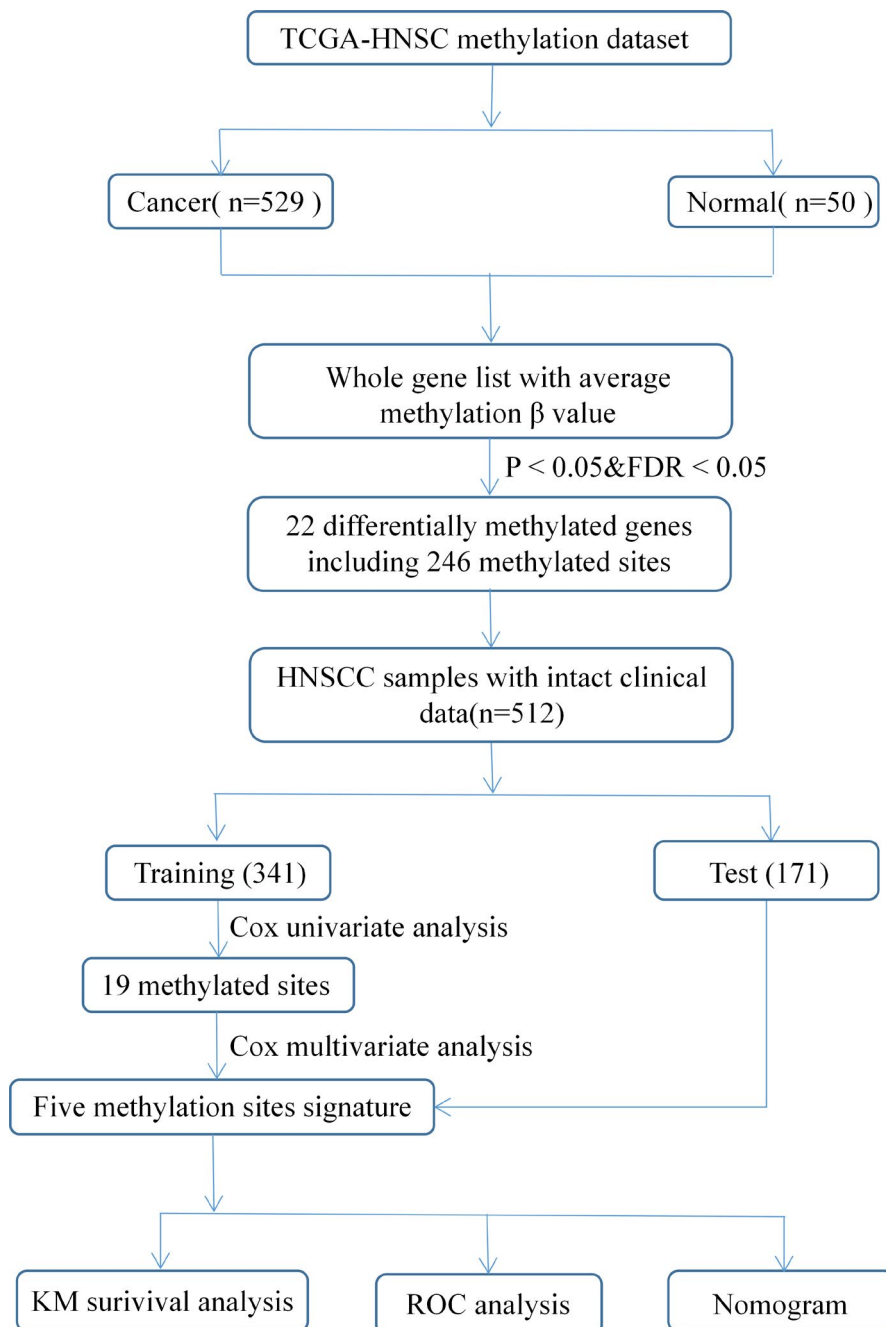 TCGA-HNSC methylation dataset
Cancer( n=529 )
Normal( n=50 )
Whole gene list with average
methylation β value
P < 0.05&FDR < 0.05
22 differentially methylated genes
including 246 methylated sites
HNSCC samples with intact clinical
data(n=512)
Training (341)
Test (171)
Cox univariate analysis
19 methylated sites
Cox multivariate analysis
Five methylation sites signature
KM surivival analysis
ROC analysis
Nomogram